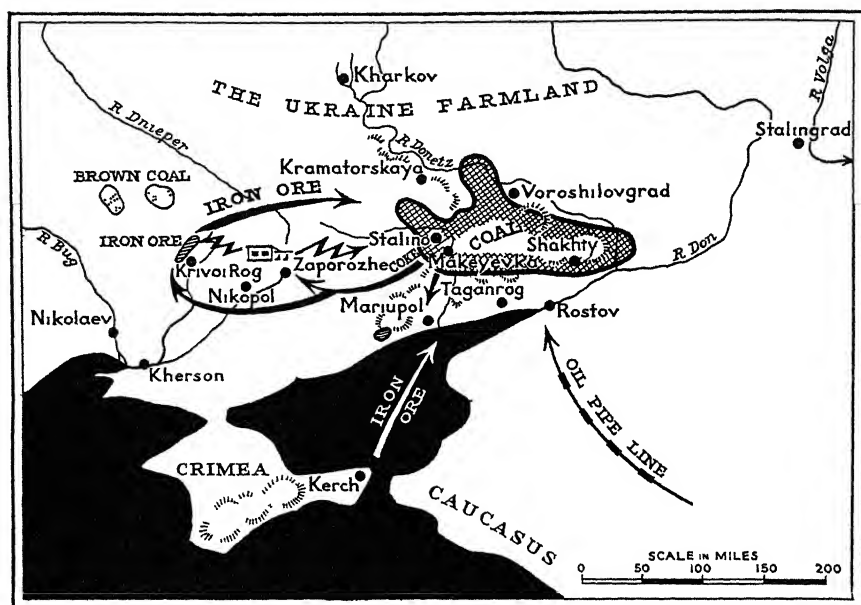 Kharkov
THE UKRAINE FARMLAND
R Volga
R Dnieper
Stalingrad
R Donetz
Kramatorskaya
BROWN COAL
IRON ORE
Voroshilovgrad
R Bug
IRON ORE
Stalino
COAL
Shakhty
R Don
Krivoi Rog
Zaporozhe
COKE
Makeyevka
Nikopol
Mariupol
Taganrog
Rostov
Nikolaev
Kherson
IRON
ORE
OIL PIPE LINE
CRIMEA
Kerch
CAUCASUS
SCALE IN MILES
0 50 100 150 200